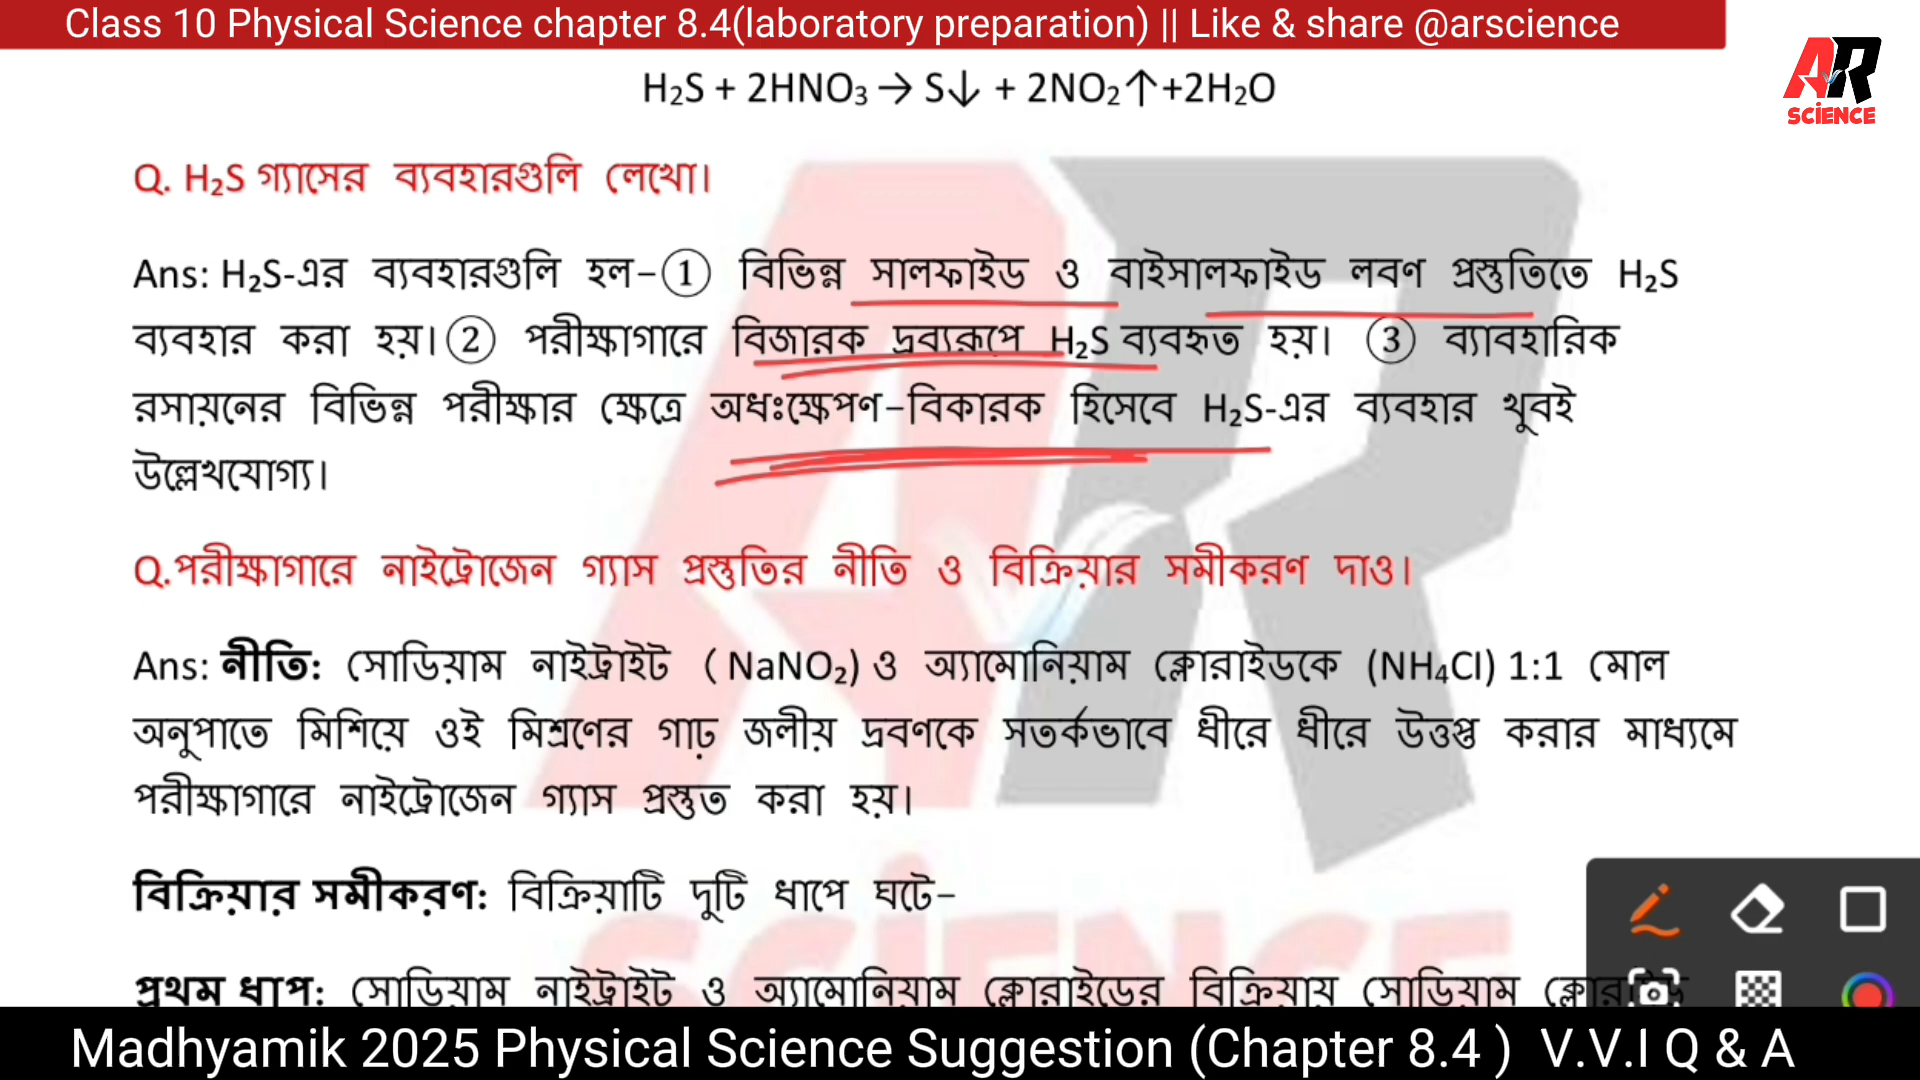 Class 10 Physical Science chapter 8.4(laboratory preparation) || Like & share @arscience
AR
SCIENCE
H₂S + 2HNO₃ → S↓ + 2NO₂↑+2H₂O
Q. H₂S গ্যাসের ব্যবহারগুলি লেখো।
Ans: H₂S-এর ব্যবহারগুলি হল-① বিভিন্ন সালফাইড ও বাইসালফাইড লবণ প্রস্তুতিতে H₂S
ব্যবহার করা হয়। ② পরীক্ষাগারে বিজারক দ্রব্যরূপে H₂S ব্যবহৃত হয়। ③ ব্যাবহারিক
রসায়নের বিভিন্ন পরীক্ষার ক্ষেত্রে অধঃক্ষেপণ-বিকারক হিসেবে H₂S-এর ব্যবহার খুবই
উল্লেখযোগ্য।
Q.পরীক্ষাগারে নাইট্রোজেন গ্যাস প্রস্তুতির নীতি ও বিক্রিয়ার সমীকরণ দাও।
Ans: নীতি: সোডিয়াম নাইট্রাইট ( NaNO₂) ও অ্যামোনিয়াম ক্লোরাইডকে (NH₄Cl) 1:1 মোল
অনুপাতে মিশিয়ে ওই মিশ্রণের গাঢ় জলীয় দ্রবণকে সতর্কভাবে ধীরে ধীরে উত্তপ্ত করার মাধ্যমে
পরীক্ষাগারে নাইট্রোজেন গ্যাস প্রস্তুত করা হয়।
বিক্রিয়ার সমীকরণ: বিক্রিয়াটি দুটি ধাপে ঘটে-
প্রথম ধাপ: সোডিয়াম নাইট্রাইট ও অ্যামোনিয়াম ক্লোরাইডের বিক্রিয়ায় সোডিয়াম
Madhyamik 2025 Physical Science Suggestion (Chapter 8.4 ) V.V.I Q & A